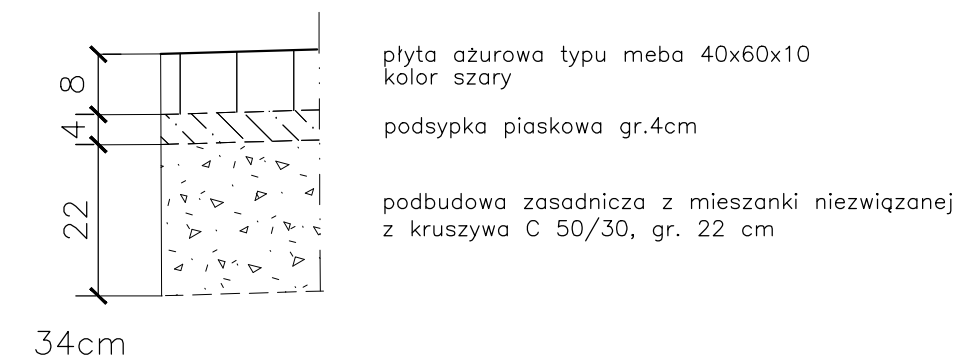 8
płyta ażurowa typu meba 40x60x10
kolor szary
4
podsypka piaskowa gr.4cm
22
podbudowa zasadnicza z mieszanki niezwiązanej
z kruszywa C 50/30, gr. 22 cm
34cm